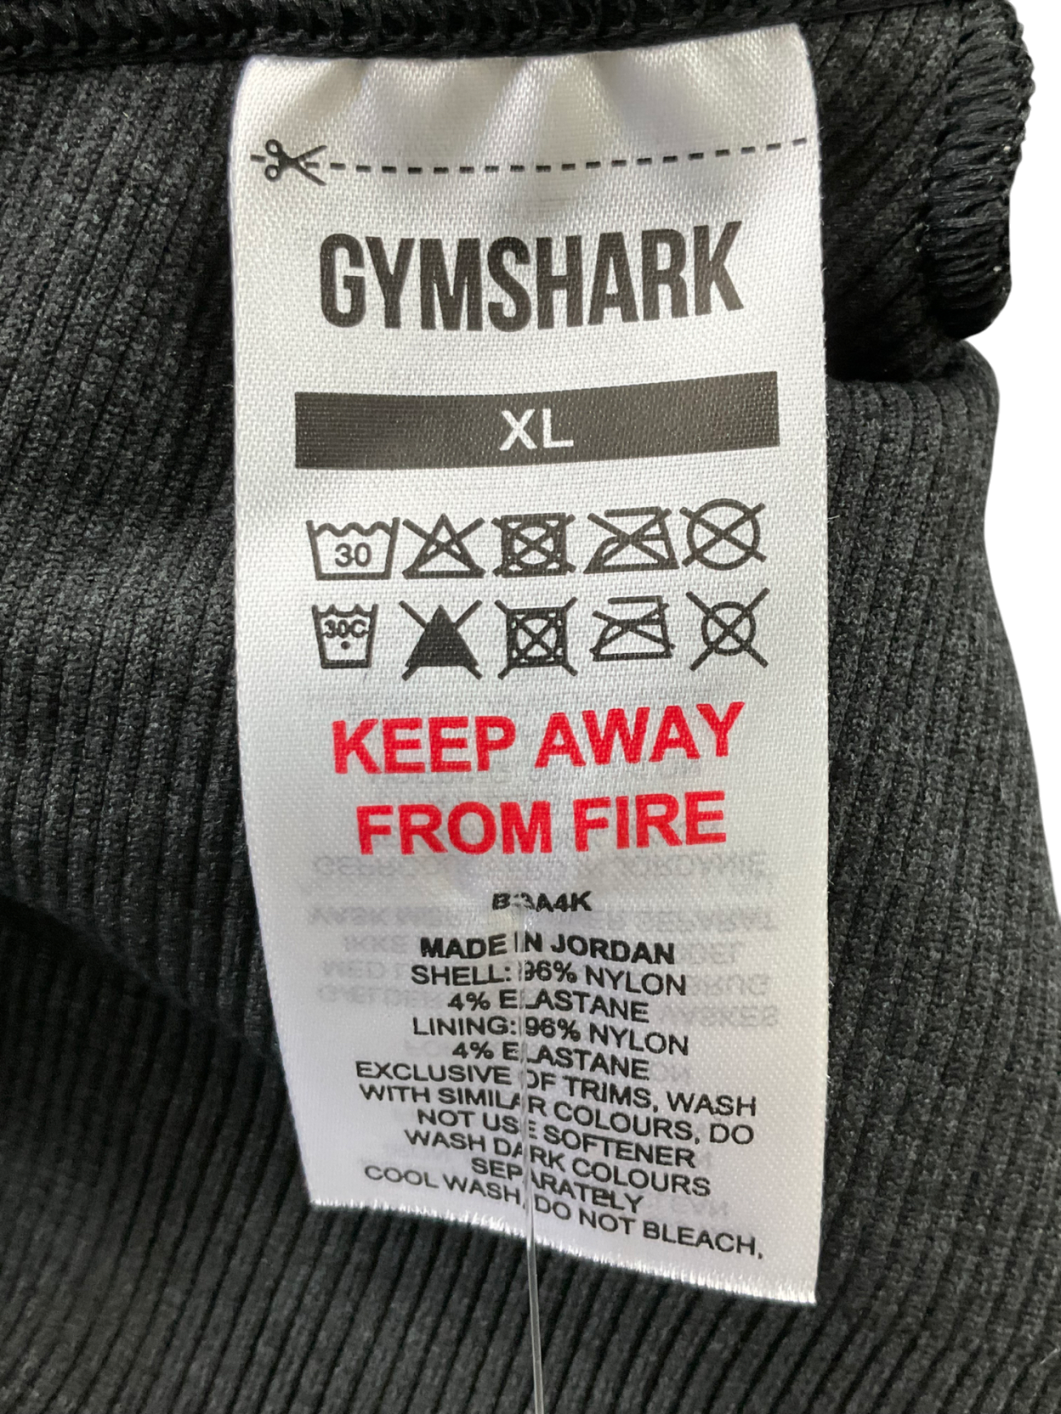 GYMSHARK
XL
30
30C
KEEP AWAY
FROM FIRE
MADE IN JORDAN
SHELL: 96% NYLON
4% ELASTANE
LINING: 96% NYLON
4% ELASTANE
EXCLUSIVE OF TRIMS, WASH
WITH SIMILAR COLOURS, DO
NOT USE SOFTENER
WASH DARK COLOURS
SEPARATELY
COOL WASH, DO NOT BLEACH,